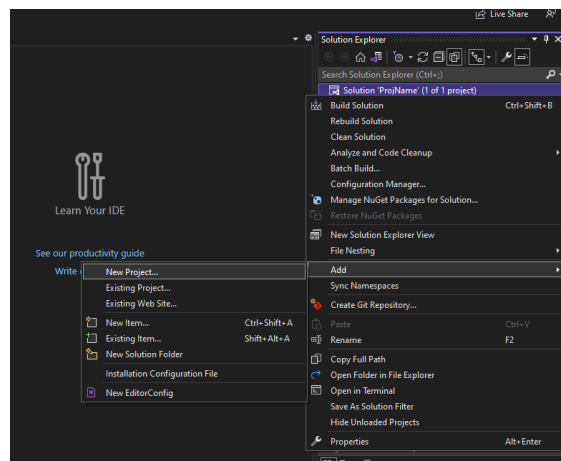 Live Share
Solution Explorer
Search Solution Explorer (Ctrl+;)
Solution 'ProjName' (1 of 1 project)
Build Solution Ctrl+Shift+B
Rebuild Solution
Clean Solution
Analyze and Code Cleanup
Batch Build...
Configuration Manager...
Manage NuGet Packages for Solution...
Restore NuGet Packages
New Solution Explorer View
File Nesting
Add
Sync Namespaces
Create Git Repository...
Paste Ctrl+V
Rename F2
Copy Full Path
Open Folder in File Explorer
Open in Terminal
Save As Solution Filter
Hide Unloaded Projects
Properties Alt+Enter
Learn Your IDE
See our productivity guide
Write
New Project...
Existing Project...
Existing Web Site...
New Item... Ctrl+Shift+A
Existing Item... Shift+Alt+A
New Solution Folder
Installation Configuration File
New EditorConfig